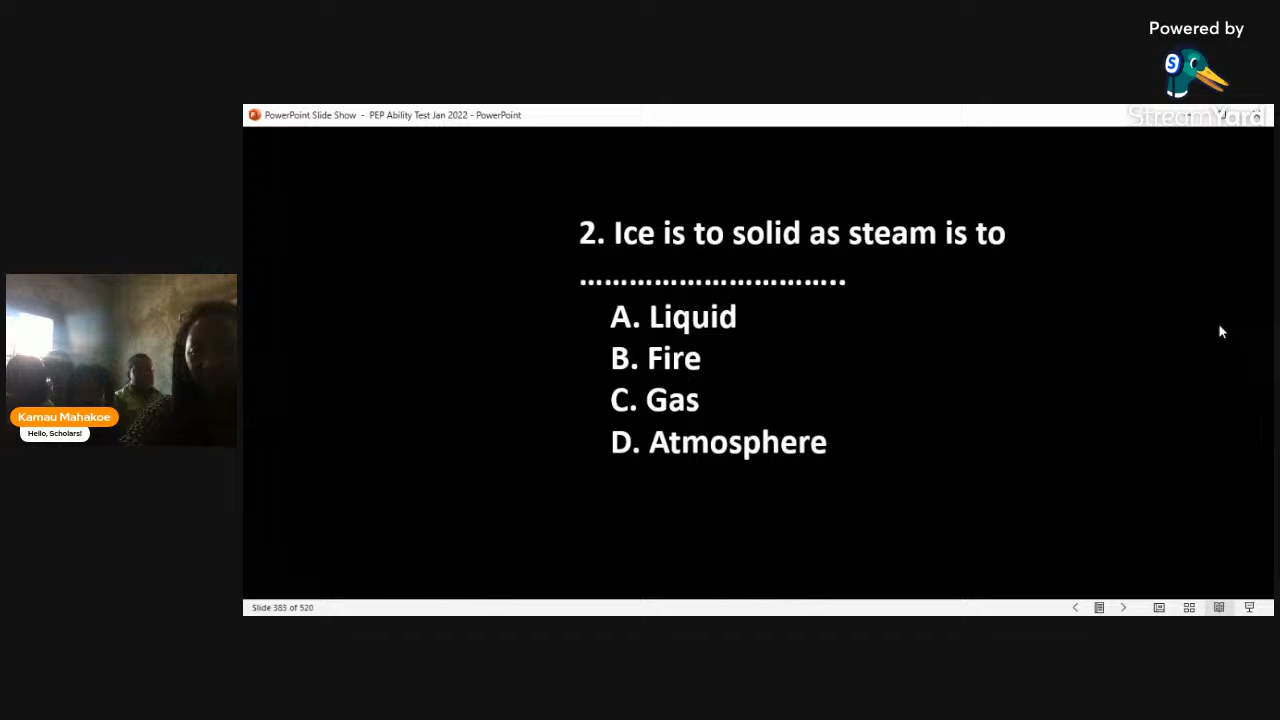 Powered by
S
StreamYard
PowerPoint Slide Show - PEP Ability Test Jan 2022 - PowerPoint
2. Ice is to solid as steam is to
…………………………..
A. Liquid
B. Fire
C. Gas
D. Atmosphere
Kamau Mahakoe
Hello, Scholars!
Slide 383 of 520